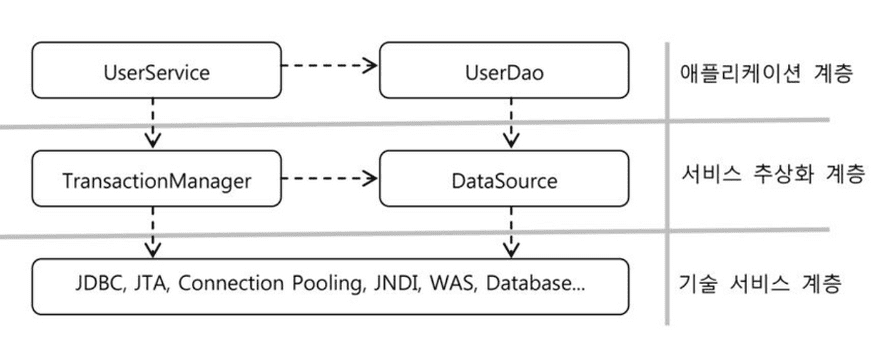 UserService
UserDao
애플리케이션 계층
TransactionManager
DataSource
서비스 추상화 계층
JDBC, JTA, Connection Pooling, JNDI, WAS, Database...
기술 서비스 계층